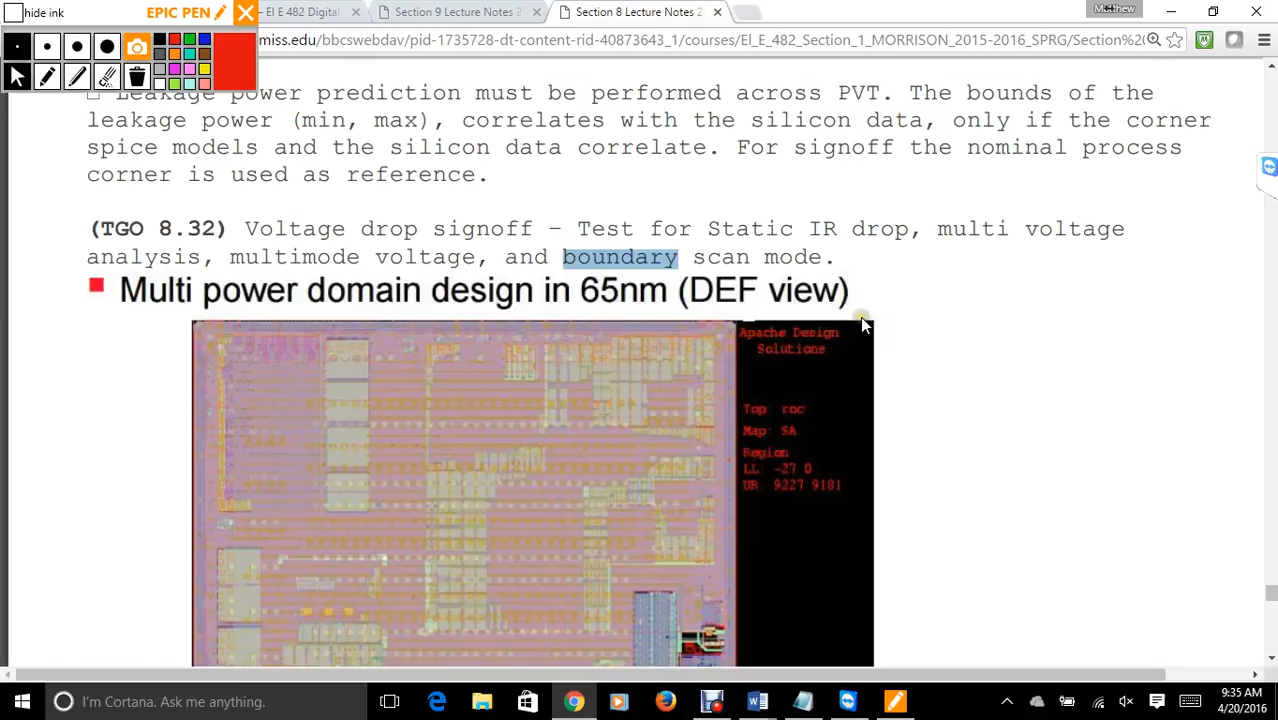 hide ink
EPIC PEN
– El E 482 Digital
Section 9 Lecture Notes 2
Section 8 Lecture Notes 2
Matthew
miss.edu/bbcswebdav/pid-1735728-dt-content-rid-40873643_1/courses/El_E_482_Section_
MORRISON_2015-2016_SPRG/Section%2
Leakage power prediction must be performed across PVT. The bounds of the
leakage power (min, max), correlates with the silicon data, only if the corner
spice models and the silicon data correlate. For signoff the nominal process
corner is used as reference.
(TGO 8.32) Voltage drop signoff – Test for Static IR drop, multi voltage
analysis, multimode voltage, and boundary scan mode.
Multi power domain design in 65nm (DEF view)
Apache Design
Solutions
Top: roc
Map: SA
Region
LL: -27 0
UR: 9227 9181
I'm Cortana. Ask me anything.
9:35 AM
4/20/2016